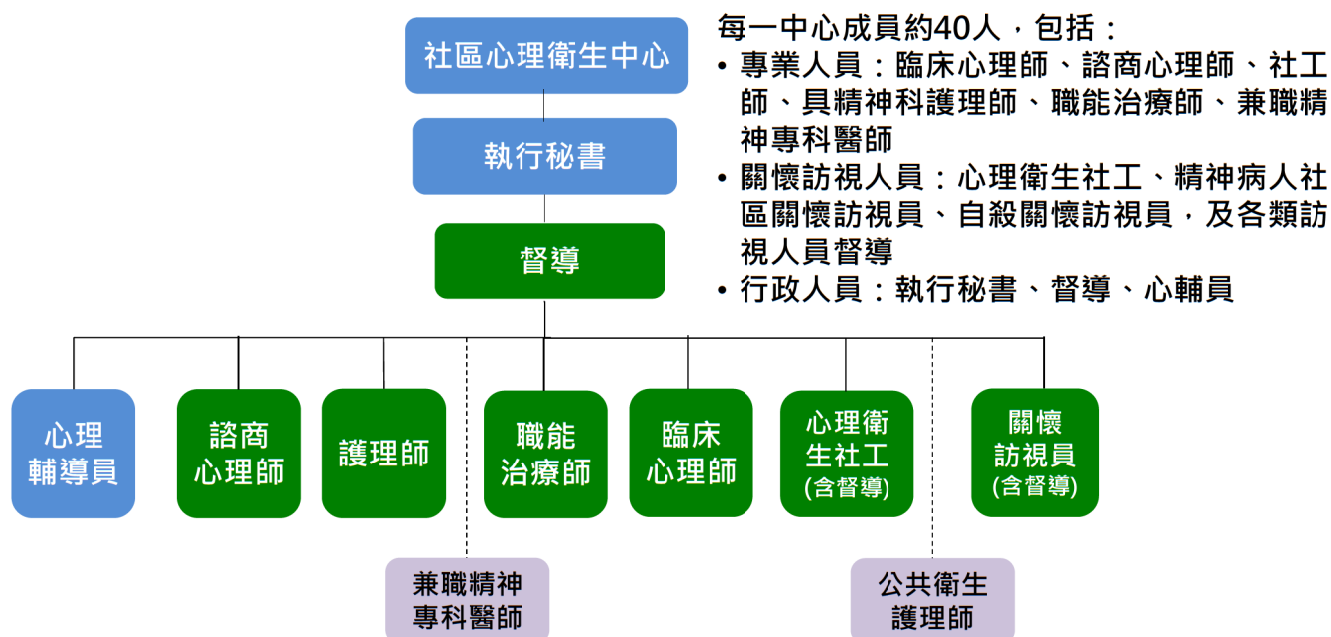 社區心理衛生中心
執行秘書
督導
每一中心成員約40人，包括：
• 專業人員：臨床心理師、諮商心理師、社工
師、具精神科護理師、職能治療師、兼職精
神專科醫師
• 關懷訪視人員：心理衛生社工、精神病人社
區關懷訪視員、自殺關懷訪視員，及各類訪
視人員督導
• 行政人員：執行秘書、督導、心輔員
心理
輔導員
諮商
心理師
護理師
職能
治療師
臨床
心理師
心理衛
生社工
(含督導)
關懷
訪視員
(含督導)
兼職精神
專科醫師
公共衛生
護理師